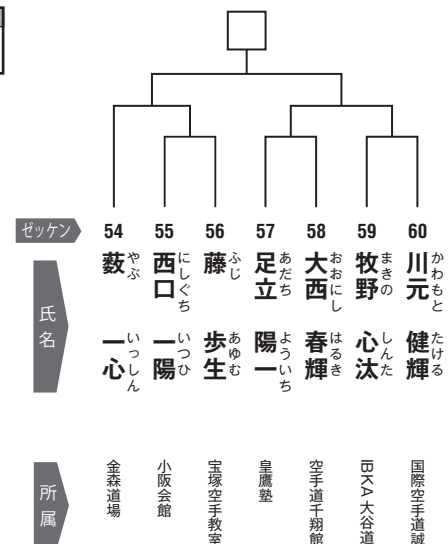 ゼッケン
54 55 56 57 58 59 60
氏名
薮 一心
やぶ いっしん
西口 一陽
にしぐち いつひ
藤 歩生
ふじ あゆむ
足立 陽一
あだち よういち
大西 春輝
おおにし はるき
牧野 心汰
まきの しんた
川元 健輝
かわもと たける
所属
金森道場
小阪会館
宝塚空手教室
皇鷹塾
空手道千翔館
IBKA大谷道
国際空手道誠